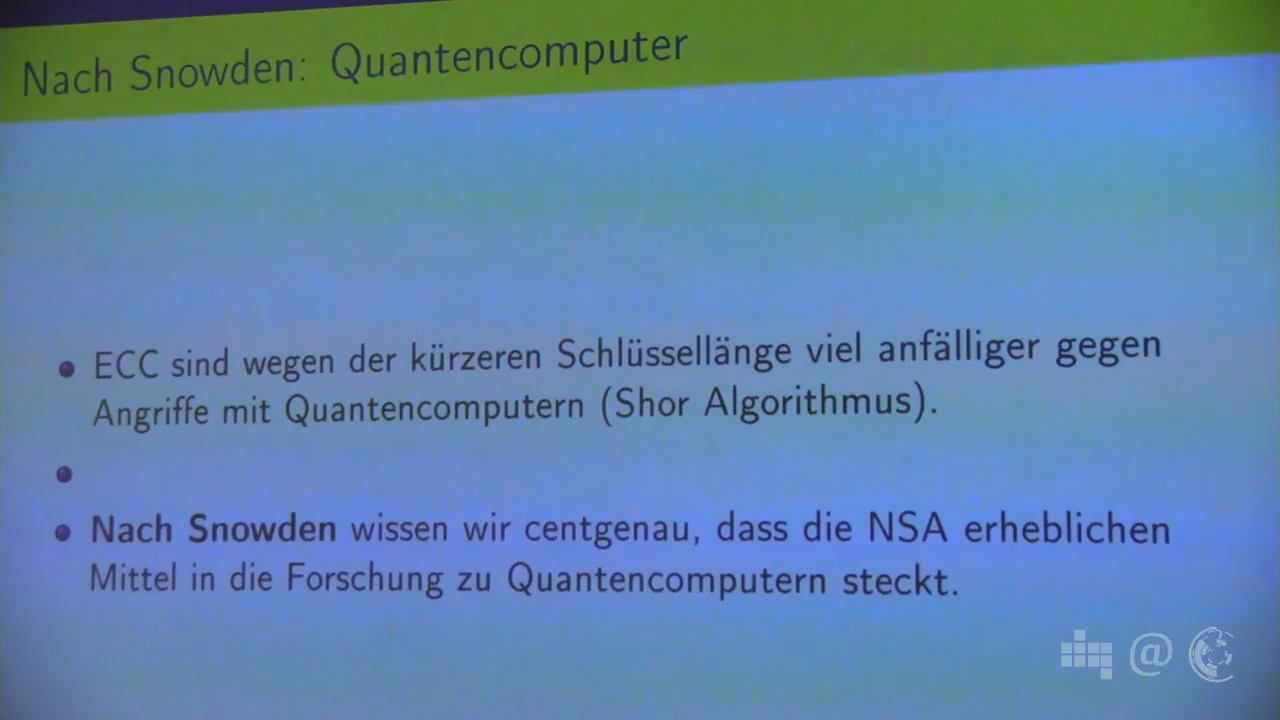 Nach Snowden: Quantencomputer
ECC sind wegen der kürzeren Schlüssellänge viel anfälliger gegen
Angriffe mit Quantencomputern (Shor Algorithmus).
Nach Snowden wissen wir centgenau, dass die NSA erheblichen
Mittel in die Forschung zu Quantencomputern steckt.
@